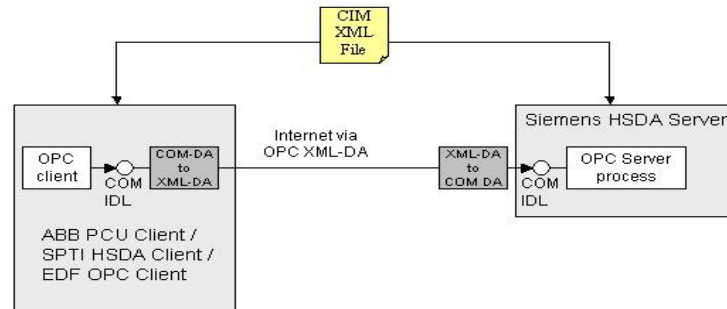 CIM
XML
File
Siemens HSDA Server
Internet via
OPC XML-DA
OPC
client
COM
IDL
COM-DA
to
XML-DA
XML-DA
to
COM DA
COM
IDL
OPC Server
process
ABB PCU Client /
SPTI HSDA Client /
EDF OPC Client